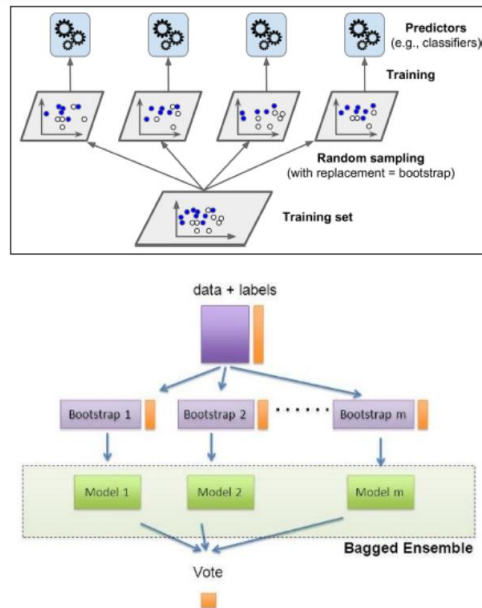 Predictors
(e.g., classifiers)
Training
Random sampling
(with replacement = bootstrap)
Training set
data + labels
Bootstrap 1
Bootstrap 2
Bootstrap m
Model 1
Model 2
Model m
Bagged Ensemble
Vote